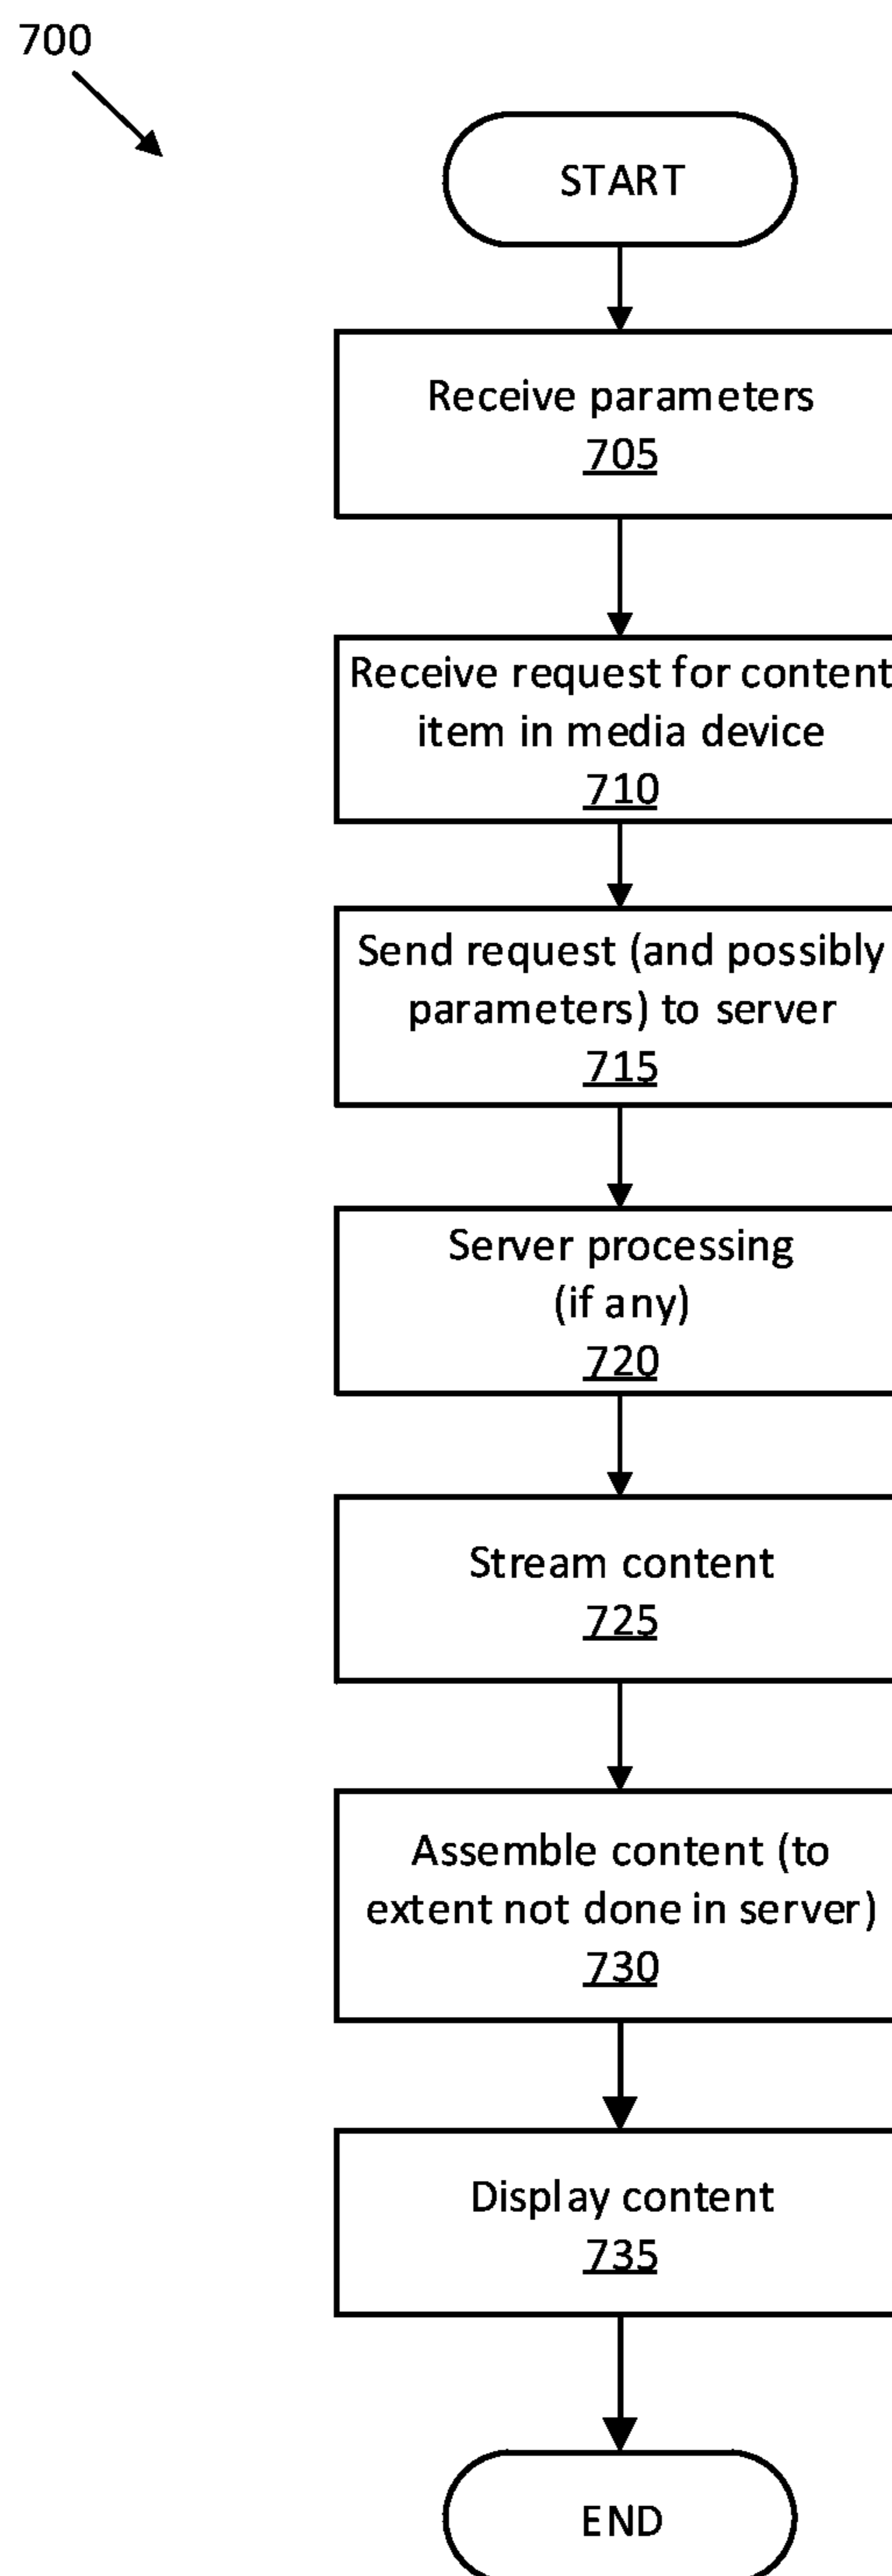 700
START
Receive parameters
705
Receive request for content
item in media device
710
Send request (and possibly
parameters) to server
715
Server processing
(if any)
720
Stream content
725
Assemble content (to
extent not done in server)
730
Display content
735
END